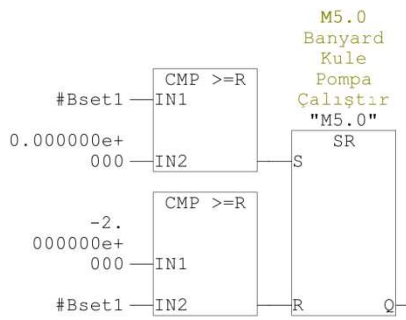 M5.0
Banyard
Kule
Pompa
Çalıştır
"M5.0"
CMP >=R
#Bset1
IN1
0.000000e+
000
IN2
SR
S
CMP >=R
-2.
000000e+
000
IN1
#Bset1
IN2
R
Q